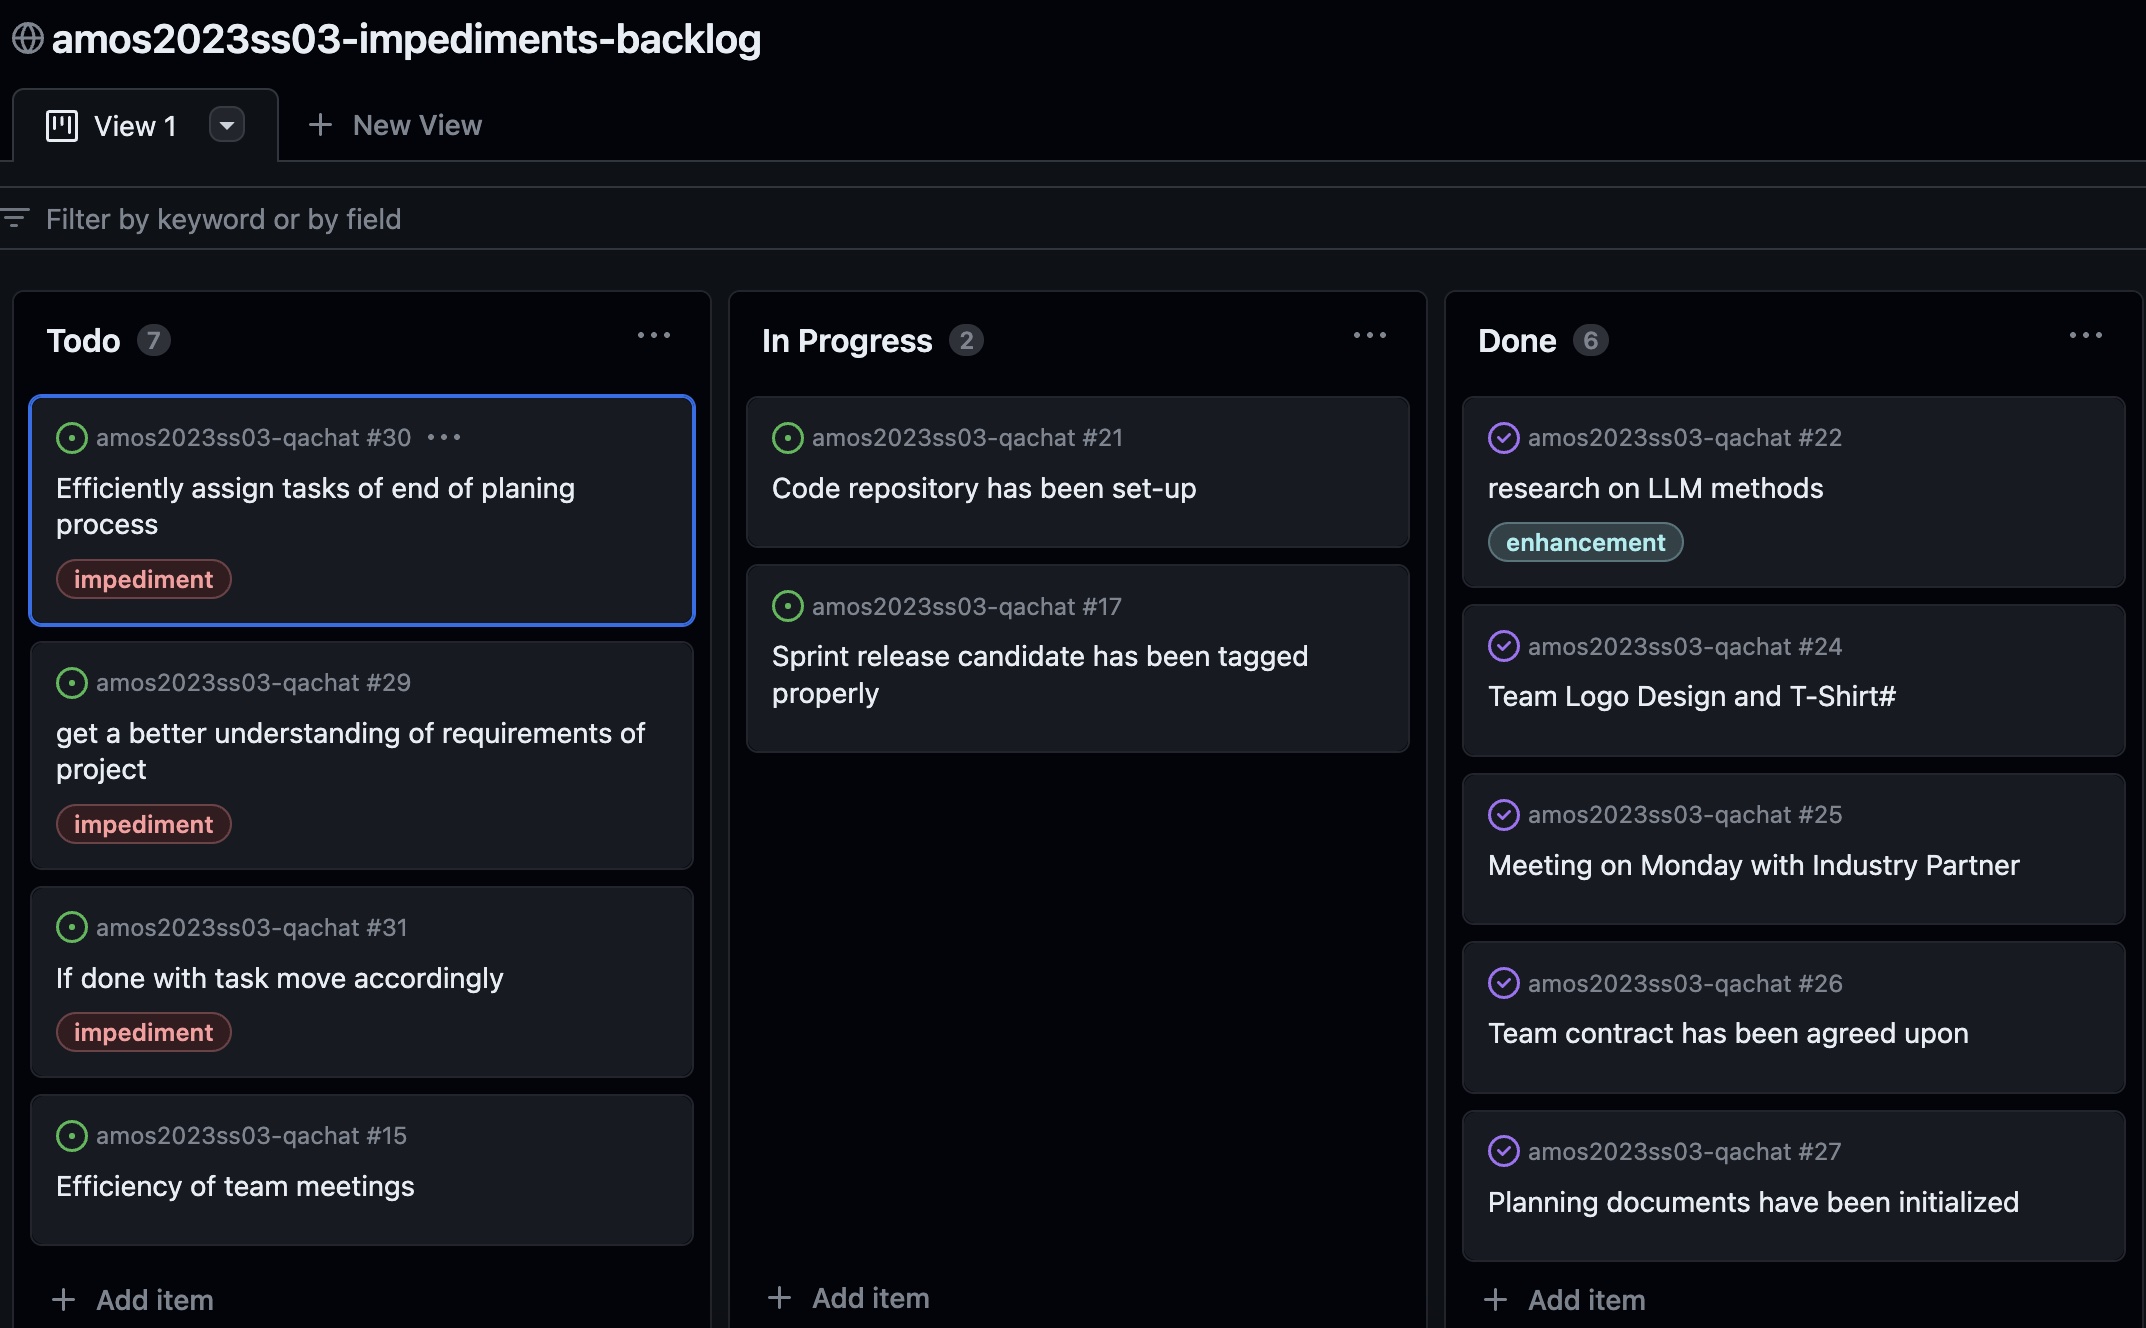 amos2023ss03-impediments-backlog
View 1
New View
Filter by keyword or by field
Todo 7
amos2023ss03-qachat #30
Efficiently assign tasks of end of planing
process
impediment
amos2023ss03-qachat #29
get a better understanding of requirements of
project
impediment
amos2023ss03-qachat #31
If done with task move accordingly
impediment
amos2023ss03-qachat #15
Efficiency of team meetings
Add item
In Progress 2
amos2023ss03-qachat #21
Code repository has been set-up
amos2023ss03-qachat #17
Sprint release candidate has been tagged
properly
Add item
Done 6
amos2023ss03-qachat #22
research on LLM methods
enhancement
amos2023ss03-qachat #24
Team Logo Design and T-Shirt#
amos2023ss03-qachat #25
Meeting on Monday with Industry Partner
amos2023ss03-qachat #26
Team contract has been agreed upon
amos2023ss03-qachat #27
Planning documents have been initialized
Add item